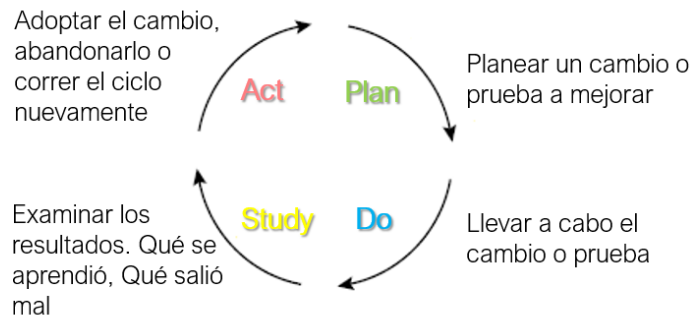 Adoptar el cambio,
abandonarlo o
correr el ciclo
nuevamente
Act
Plan
Planear un cambio o
prueba a mejorar
Examinar los
resultados. Qué se
aprendió, Qué salió
mal
Study
Do
Llevar a cabo el
cambio o prueba